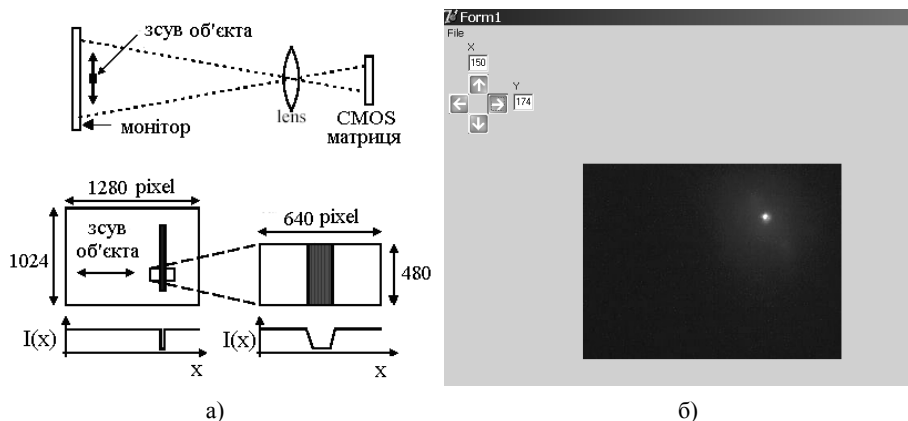 зсув об'єкта
монітор
lens
CMOS
матриця
1280 pixel
зсув
об'єкта
1024
640 pixel
480
I(x)
x
I(x)
x
а)
Form1
File
X
150
Y
174
б)